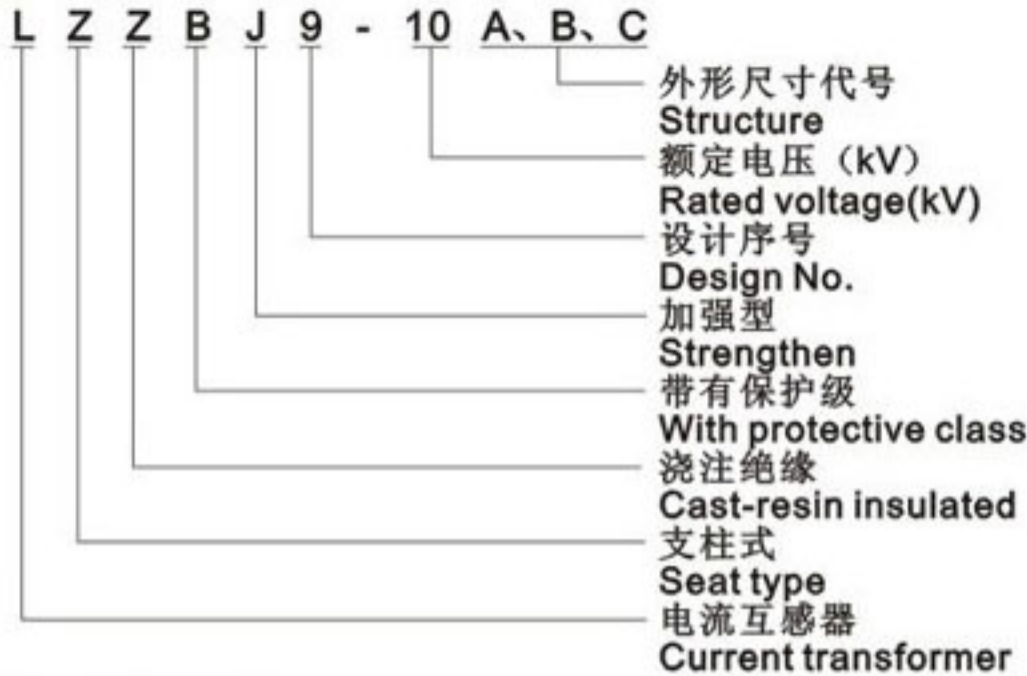 L Z Z B J 9 - 10 A、B、C
外形尺寸代号
Structure
额定电压（kV）
Rated voltage(kV)
设计序号
Design No.
加强型
Strengthen
带有保护级
With protective class
浇注绝缘
Cast-resin insulated
支柱式
Seat type
电流互感器
Current transformer